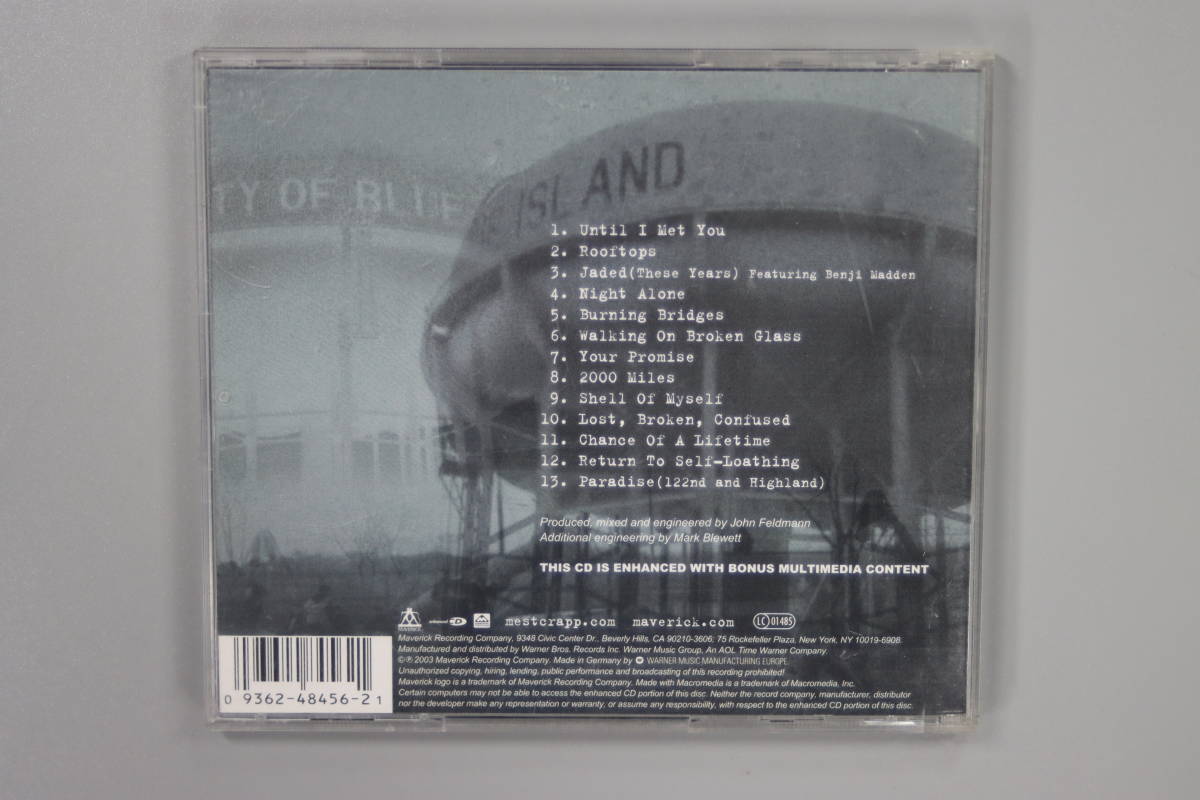 TY OF BLUE
E ISLAND
1. Until I Met You
2. Rooftops
3. Jaded(These Years) Featuring Benji Madden
4. Night Alone
5. Burning Bridges
6. Walking On Broken Glass
7. Your Promise
8. 2000 Miles
9. Shell Of Myself
10. Lost, Broken, Confused
11. Chance Of A Lifetime
12. Return To Self-Loathing
13. Paradise(122nd and Highland)
Produced, mixed and engineered by John Feldmann
Additional engineering by Mark Blewett
THIS CD IS ENHANCED WITH BONUS MULTIMEDIA CONTENT
MAVERICK enhanced CD mestcrapp.com maverick.com LC 01485
Maverick Recording Company, 9348 Civic Center Dr., Beverly Hills, CA 90210-3606; 75 Rockefeller Plaza, New York, NY 10019-6908.
Manufactured and distributed by Warner Bros. Records Inc. Warner Music Group, An AOL Time Warner Company.
©℗ 2003 Maverick Recording Company. Made in Germany by WARNER MUSIC MANUFACTURING EUROPE.
Unauthorized copying, hiring, lending, public performance and broadcasting of this recording prohibited!
Maverick logo is a trademark of Maverick Recording Company. Made with Macromedia is a trademark of Macromedia, Inc.
Certain computers may not be able to access the enhanced CD portion of this disc. Neither the record company, manufacturer, distributor
nor the developer make any representation or warranty, or assume any responsibility, with respect to the enhanced CD portion of this disc.
0 93624-84562-1